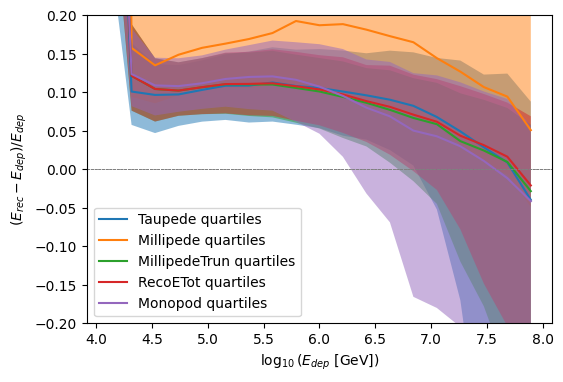 0.20
0.15
0.10
0.05
0.00
−0.05
−0.10
−0.15
−0.20
(E_rec − E_dep)/E_dep
Taupede quartiles
Millipede quartiles
MillipedeTrun quartiles
RecoETot quartiles
Monopod quartiles
4.0 4.5 5.0 5.5 6.0 6.5 7.0 7.5 8.0
log₁₀(E_dep [GeV])